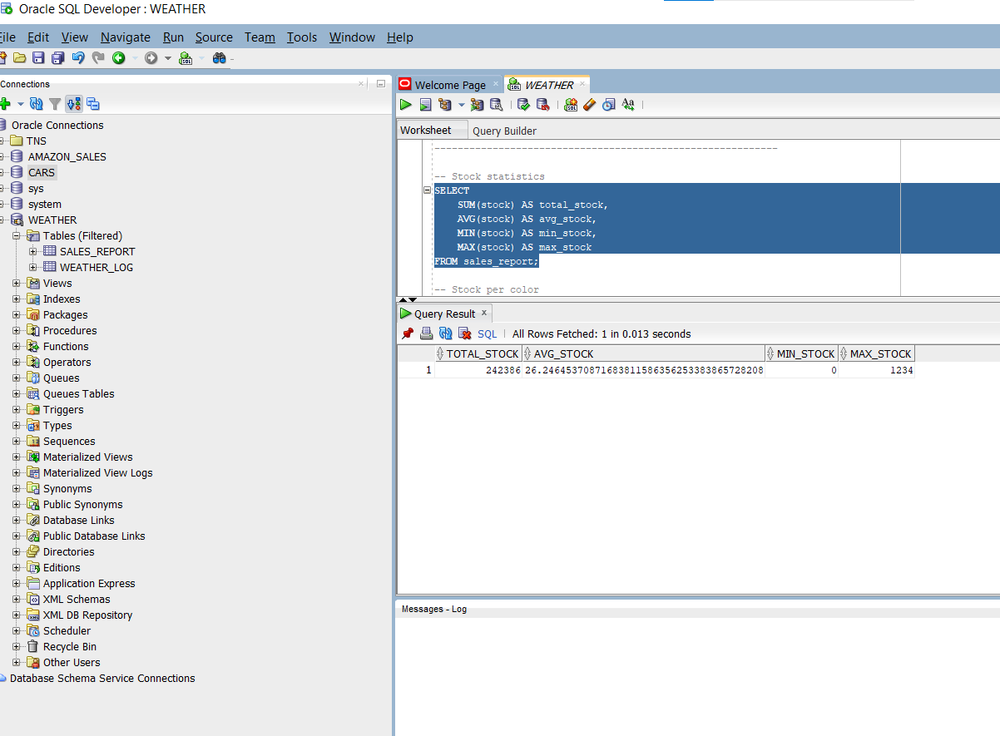 Oracle SQL Developer : WEATHER
File Edit View Navigate Run Source Team Tools Window Help
Connections
Oracle Connections
TNS
AMAZON_SALES
CARS
sys
system
WEATHER
Tables (Filtered)
SALES_REPORT
WEATHER_LOG
Views
Indexes
Packages
Procedures
Functions
Operators
Queues
Queues Tables
Triggers
Types
Sequences
Materialized Views
Materialized View Logs
Synonyms
Public Synonyms
Database Links
Public Database Links
Directories
Editions
Application Express
XML Schemas
XML DB Repository
Scheduler
Recycle Bin
Other Users
Database Schema Service Connections
Welcome Page WEATHER
Worksheet Query Builder
-----------------------------------------------------------
-- Stock statistics
SELECT
SUM(stock) AS total_stock,
AVG(stock) AS avg_stock,
MIN(stock) AS min_stock,
MAX(stock) AS max_stock
FROM sales_report;
-- Stock per color
Query Result
SQL | All Rows Fetched: 1 in 0.013 seconds
TOTAL_STOCK AVG_STOCK MIN_STOCK MAX_STOCK
1 242386 26.24645370871683811586356253383865728208 0 1234
Messages - Log